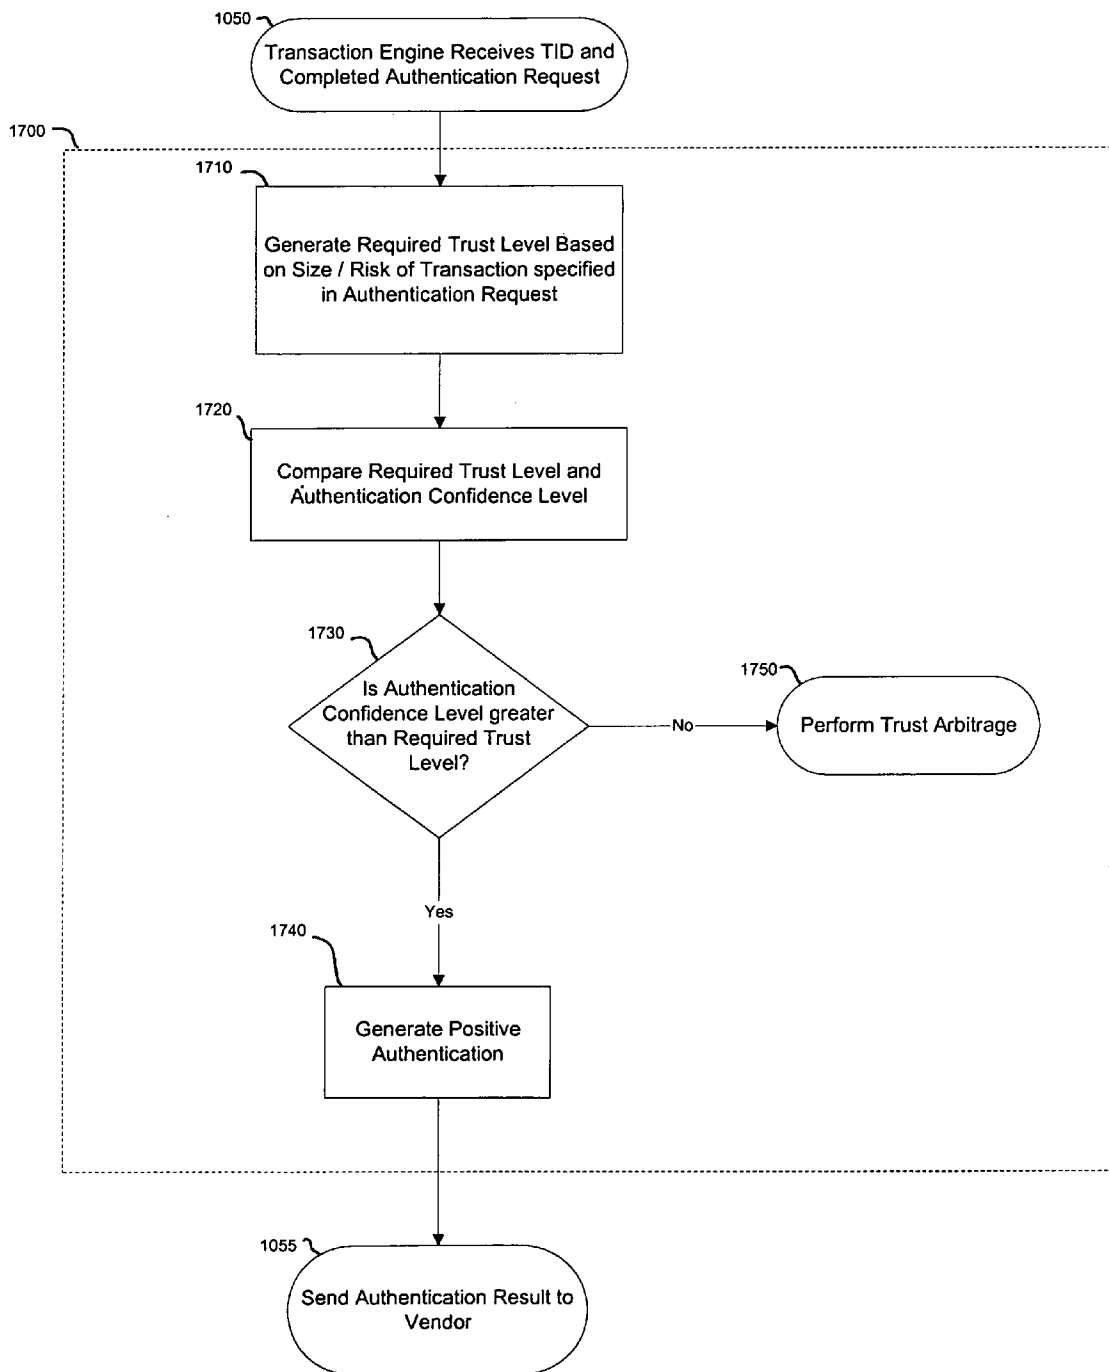 1050
Transaction Engine Receives TID and
Completed Authentication Request
1700
1710
Generate Required Trust Level Based
on Size / Risk of Transaction specified
in Authentication Request
1720
Compare Required Trust Level and
Authentication Confidence Level
1730
Is Authentication
Confidence Level greater
than Required Trust
Level?
No
1750
Perform Trust Arbitrage
Yes
1740
Generate Positive
Authentication
1055
Send Authentication Result to
Vendor